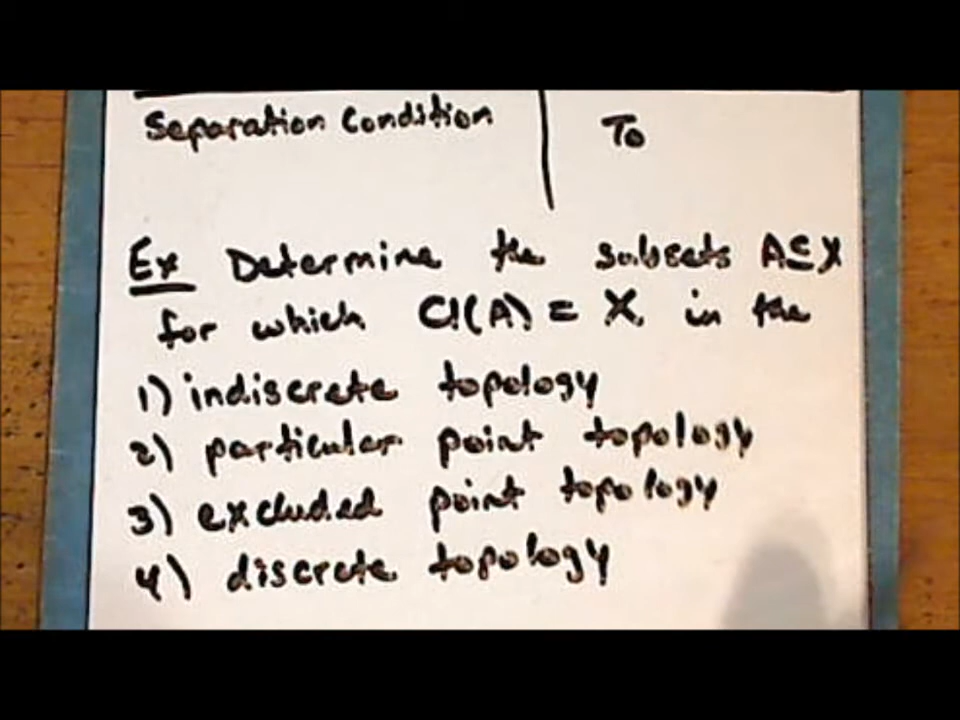 Separation Condition
To
Ex Determine the subsets A⊆X
for which Cl(A) = X in the
1) indiscrete topology
2) particular point topology
3) excluded point topology
4) discrete topology